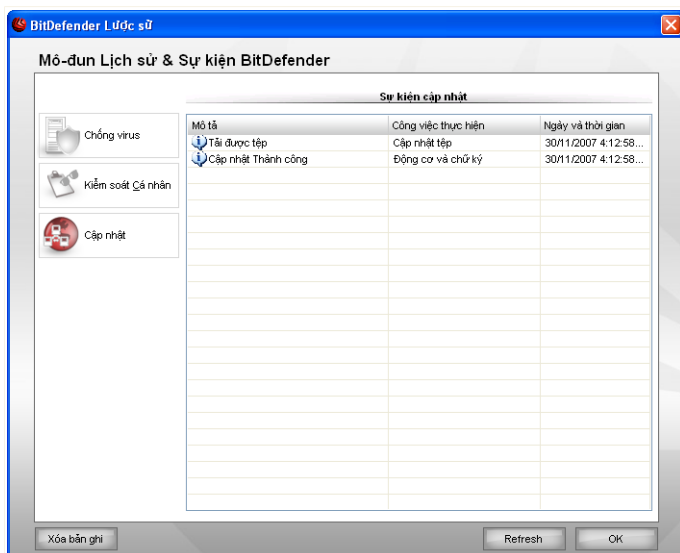 BitDefender Lược sữ
Mô-đun Lịch sử & Sự kiện BitDefender
Sự kiện cập nhật
Chống virus
Kiểm soát Cá nhân
Cập nhật
Mô tả Công việc thực hiện Ngày và thời gian
Tải được tệp Cập nhật tệp 30/11/2007 4:12:58...
Cập nhật Thành công Động cơ và chữ ký 30/11/2007 4:12:58...
Xóa bản ghi Refresh OK